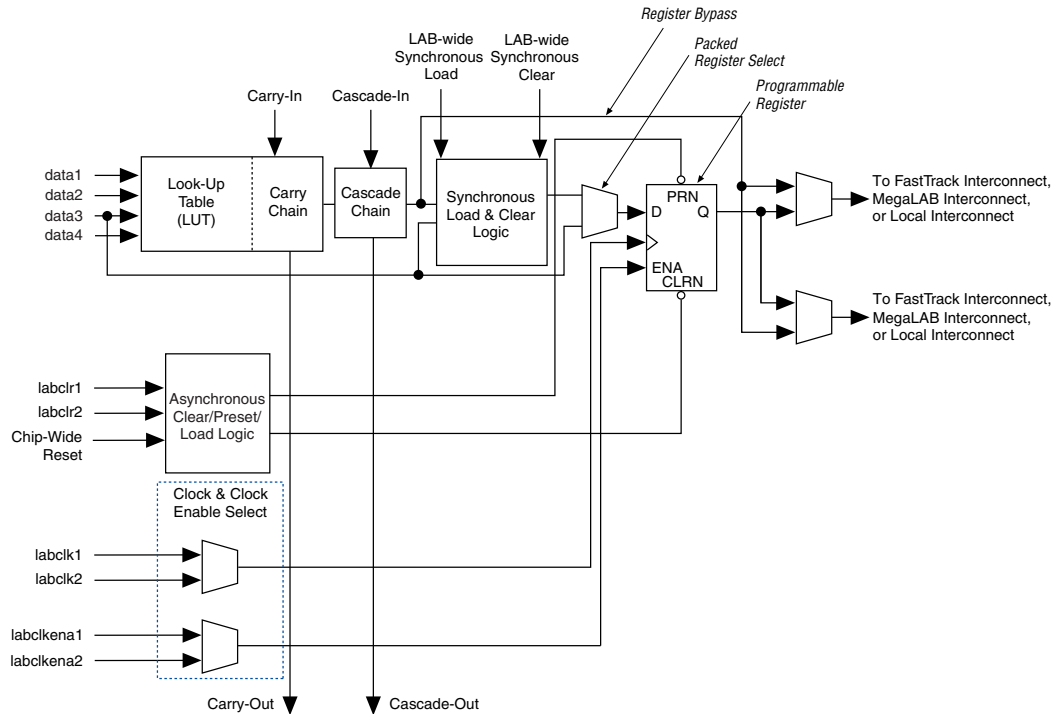 Register Bypass
Packed
Register Select
Programmable
Register
LAB-wide
Synchronous
Load
LAB-wide
Synchronous
Clear
Carry-In
Cascade-In
data1
data2
data3
data4
Look-Up
Table
(LUT)
Carry
Chain
Cascade
Chain
Synchronous
Load & Clear
Logic
PRN
D
Q
ENA
CLRN
To FastTrack Interconnect,
MegaLAB Interconnect,
or Local Interconnect
To FastTrack Interconnect,
MegaLAB Interconnect,
or Local Interconnect
labclr1
labclr2
Chip-Wide
Reset
Asynchronous
Clear/Preset/
Load Logic
Clock & Clock
Enable Select
labclk1
labclk2
labclkena1
labclkena2
Carry-Out
Cascade-Out